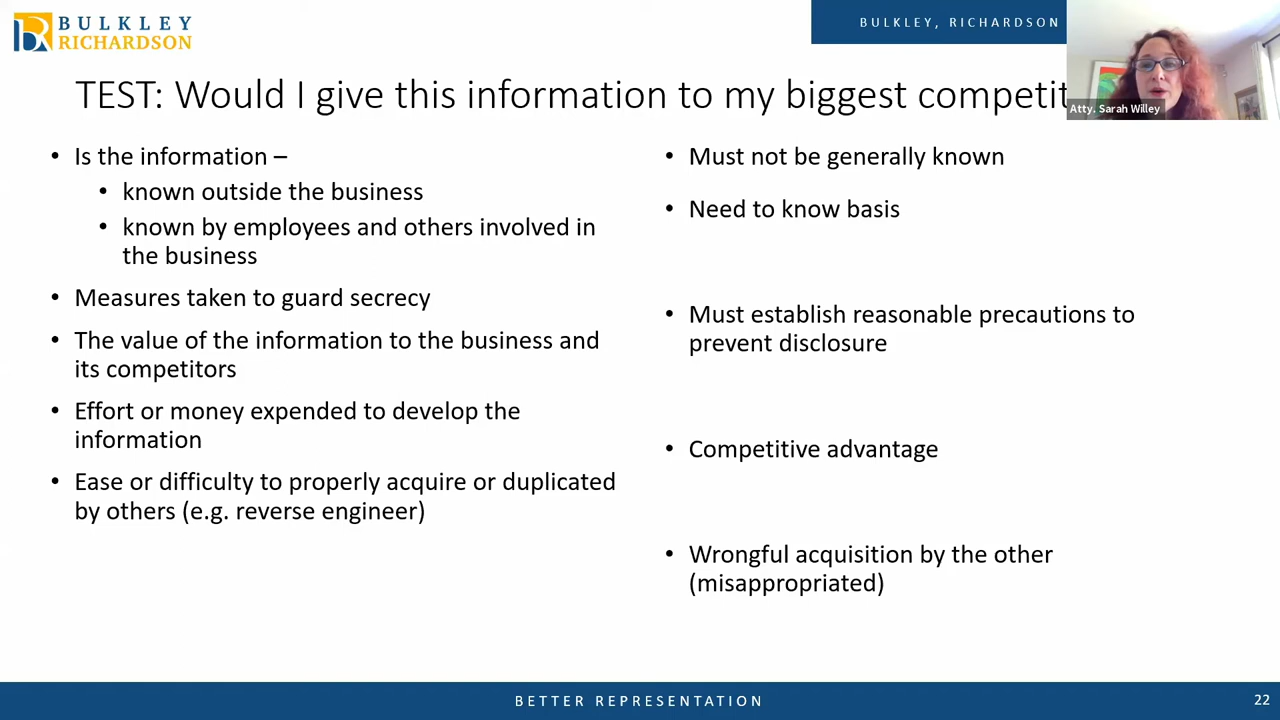 BULKLEY
RICHARDSON
BULKLEY, RICHARDSON
Atty. Sarah Willey
TEST: Would I give this information to my biggest
• Is the information –
• known outside the business
• known by employees and others involved in
the business
• Measures taken to guard secrecy
• The value of the information to the business and
its competitors
• Effort or money expended to develop the
information
• Ease or difficulty to properly acquire or duplicated
by others (e.g. reverse engineer)
• Must not be generally known
• Need to know basis
• Must establish reasonable precautions to
prevent disclosure
• Competitive advantage
• Wrongful acquisition by the other
(misappropriated)
BETTER REPRESENTATION
22